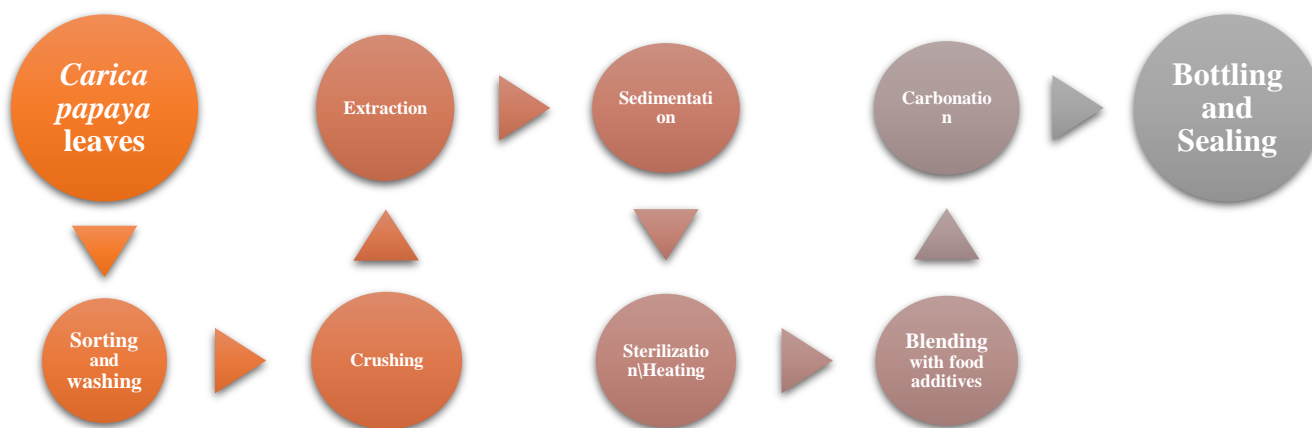 Carica
papaya
leaves
Sorting
and
washing
Crushing
Extraction
Sedimentati
on
Sterilizatio
n\Heating
Blending
with food
additives
Carbonatio
n
Bottling
and
Sealing